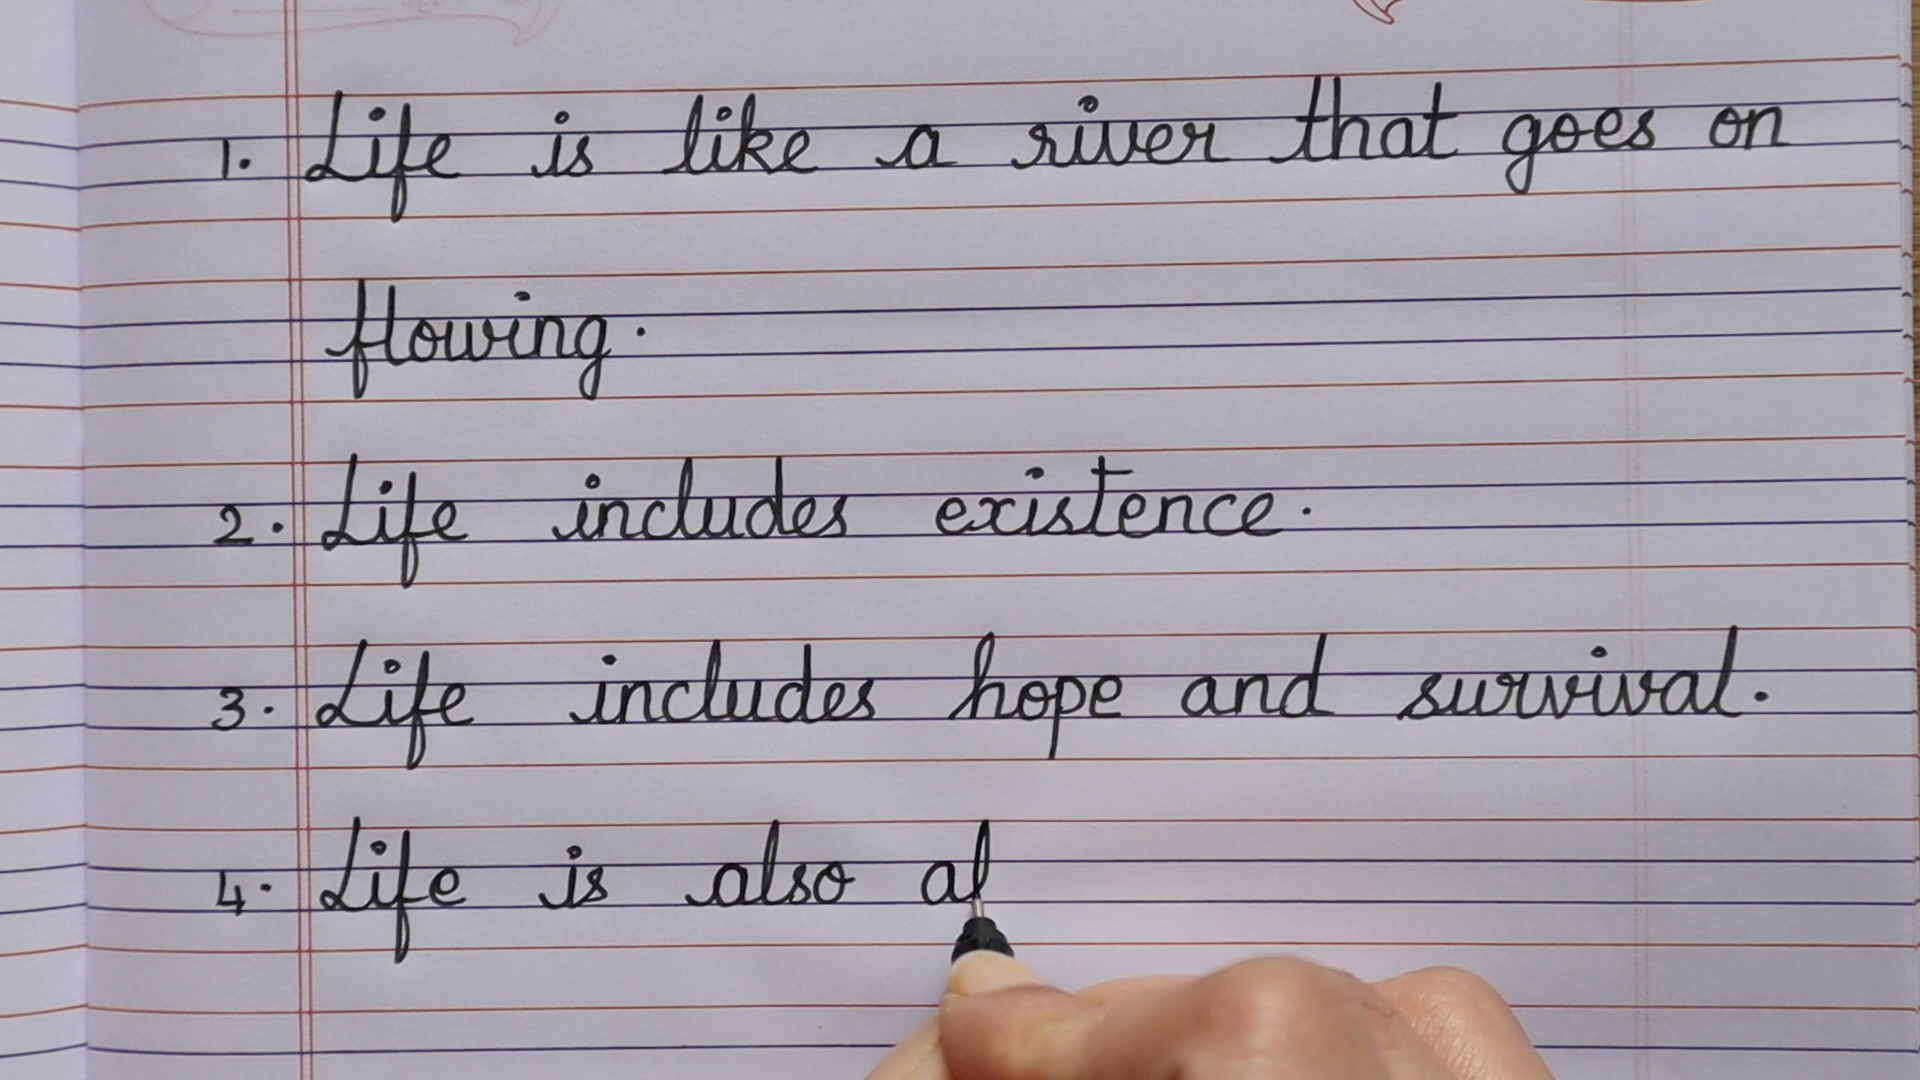 1. Life is like a river that goes on
flowing.
2. Life includes existence.
3. Life includes hope and survival.
4. Life is also